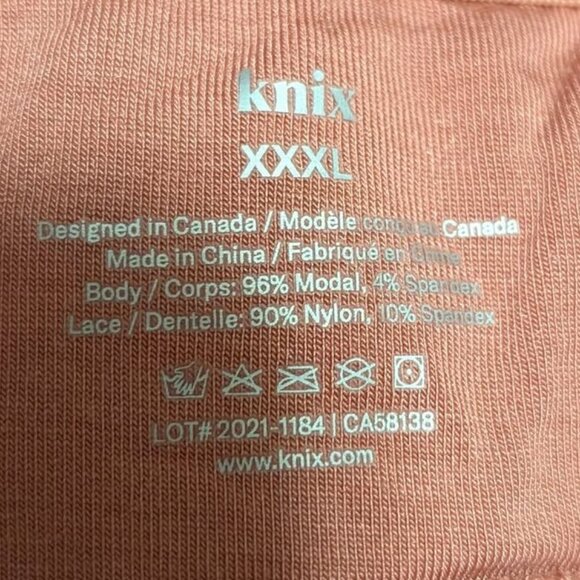 knix
XXXL
Designed in Canada / Modèle conçu au Canada
Made in China / Fabriqué en Chine
Body / Corps: 96% Modal, 4% Spandex
Lace / Dentelle: 90% Nylon, 10% Spandex
LOT# 2021-1184 | CA58138
www.knix.com